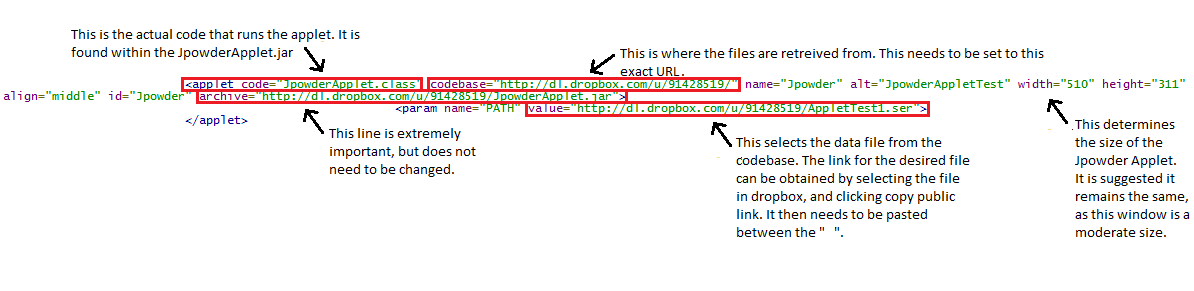 This is the actual code that runs the applet. It is
found within the JpowderApplet.jar
This is where the files are retreived from. This needs to be set to this
exact URL.
<applet code="JpowderApplet.class" codebase="http://dl.dropbox.com/u/91428519/" name="Jpowder" alt="JpowderAppletTest" width="510" height="311"
align="middle" id="Jpowder" archive="http://dl.dropbox.com/u/91428519/JpowderApplet.jar">
<param name="PATH" value="http://dl.dropbox.com/u/91428519/AppletTest1.ser">
</applet>
This line is extremely
important, but does not
need to be changed.
This selects the data file from the
codebase. The link for the desired file
can be obtained by selecting the file
in dropbox, and clicking copy public
link. It then needs to be pasted
between the " ".
This determines
the size of the
Jpowder Applet.
It is suggested it
remains the same,
as this window is a
moderate size.